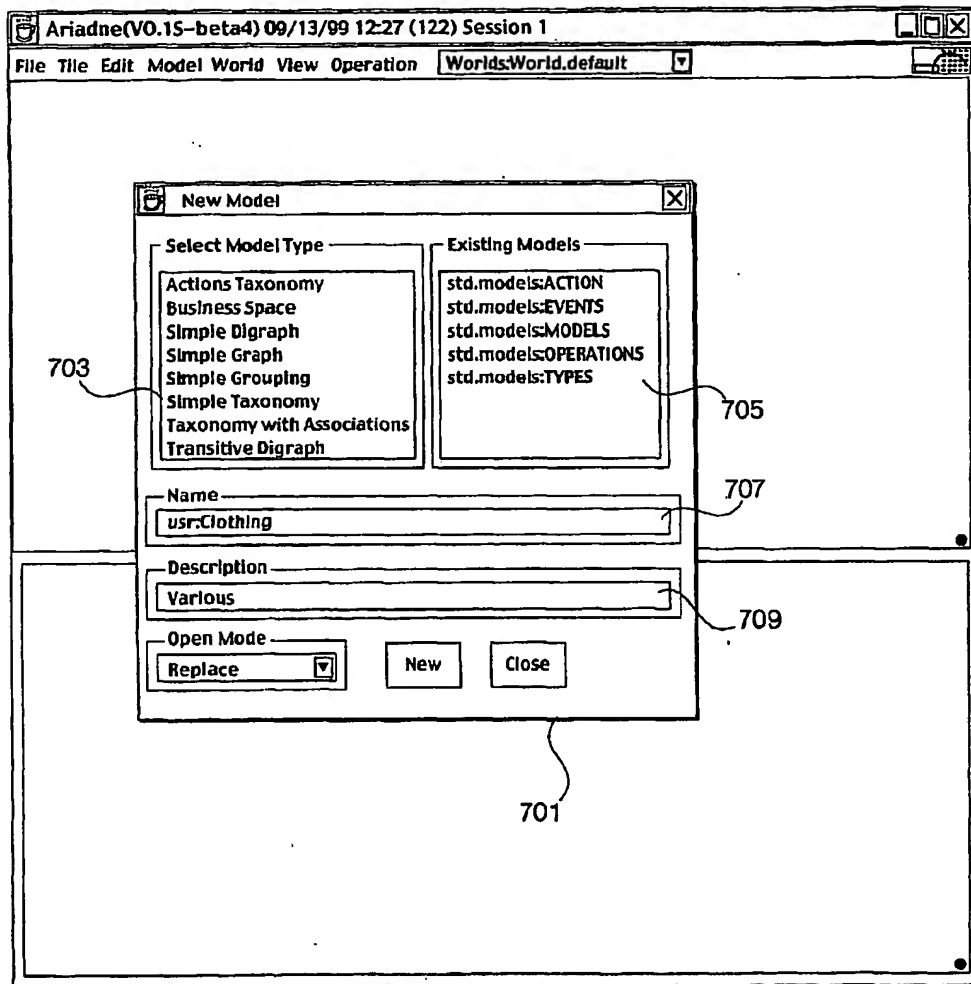 Ariadne(V0.1S-beta4) 09/13/99 12:27 (122) Session 1
File Tile Edit Model World View Operation Worlds:World.default
New Model
Select Model Type
Existing Models
Actions Taxonomy
Business Space
Simple Digraph
Simple Graph
Simple Grouping
Simple Taxonomy
Taxonomy with Associations
Transitive Digraph
std.models:ACTION
std.models:EVENTS
std.models:MODELS
std.models:OPERATIONS
std.models:TYPES
703
705
Name
usr:Clothing
707
Description
Various
709
Open Mode
Replace
New
Close
701